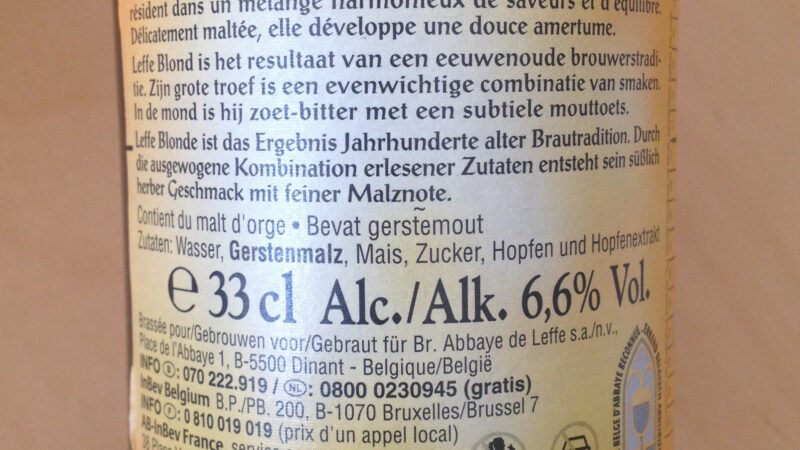 résident dans un mélange harmonieux de saveurs et d'équilibre.
Délicatement maltée, elle développe une douce amertume.
Leffe Blond is het resultaat van een eeuwenoude brouwerstradi-
tie. Zijn grote troef is een evenwichtige combinatie van smaken.
In de mond is hij zoet-bitter met een subtiele mouttoets.
Leffe Blonde ist das Ergebnis Jahrhunderte alter Brautradition. Durch
die ausgewogene Kombination erlesener Zutaten entsteht sein süßlich
herber Geschmack mit feiner Malznote.
Contient du malt d'orge • Bevat gerstemout
Zutaten: Wasser, Gerstenmalz, Mais, Zucker, Hopfen und Hopfenextrakt
℮ 33 cl Alc./Alk. 6,6% Vol.
Brassée pour/Gebrouwen voor/Gebraut für Br. Abbaye de Leffe s.a./n.v.,
Place de l'Abbaye 1, B-5500 Dinant - Belgique/België
INFO B: 070 222.919 / NL: 0800 0230945 (gratis)
InBev Belgium B.P./PB. 200, B-1070 Bruxelles/Brussel 7
INFO F: 0 810 019 019 (prix d'un appel local)
AB-InBev France, service
38 Place
BELGE D'ABBAYE RECONNUE